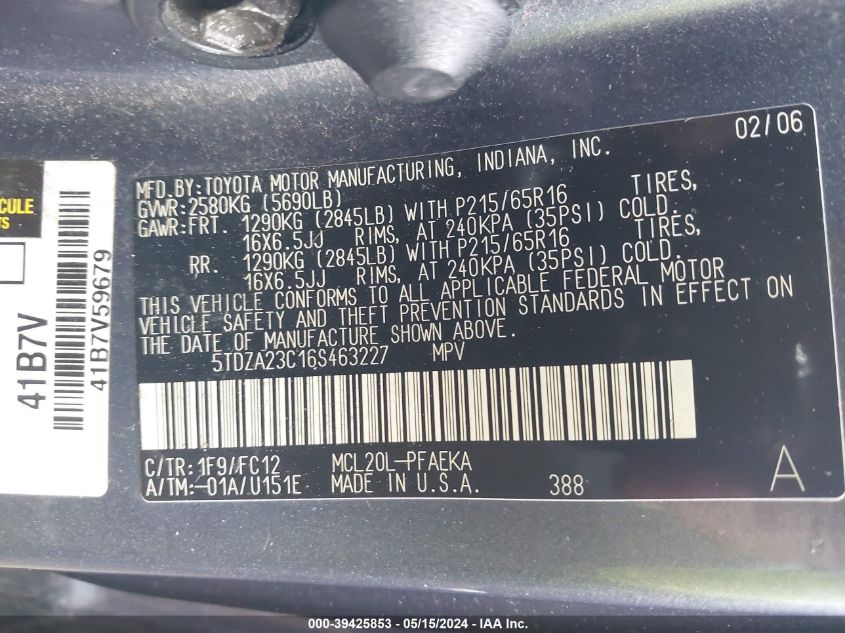 02/06
MFD.BY:TOYOTA MOTOR MANUFACTURING, INDIANA, INC.
GVWR:2580KG (5690LB)
GAWR:FRT. 1290KG (2845LB) WITH P215/65R16 TIRES,
16X6.5JJ RIMS, AT 240KPA (35PSI) COLD.
RR. 1290KG (2845LB) WITH P215/65R16 TIRES,
16X6.5JJ RIMS, AT 240KPA (35PSI) COLD.
THIS VEHICLE CONFORMS TO ALL APPLICABLE FEDERAL MOTOR
VEHICLE SAFETY AND THEFT PREVENTION STANDARDS IN EFFECT ON
THE DATE OF MANUFACTURE SHOWN ABOVE.
5TDZA23C16S463227 MPV
C/TR:1F9/FC12 MCL20L-PFAEKA
A/TM:-01A/U151E MADE IN U.S.A. 388 A
41B7V
41B7V59679
000-39425853 - 05/15/2024 - IAA Inc.